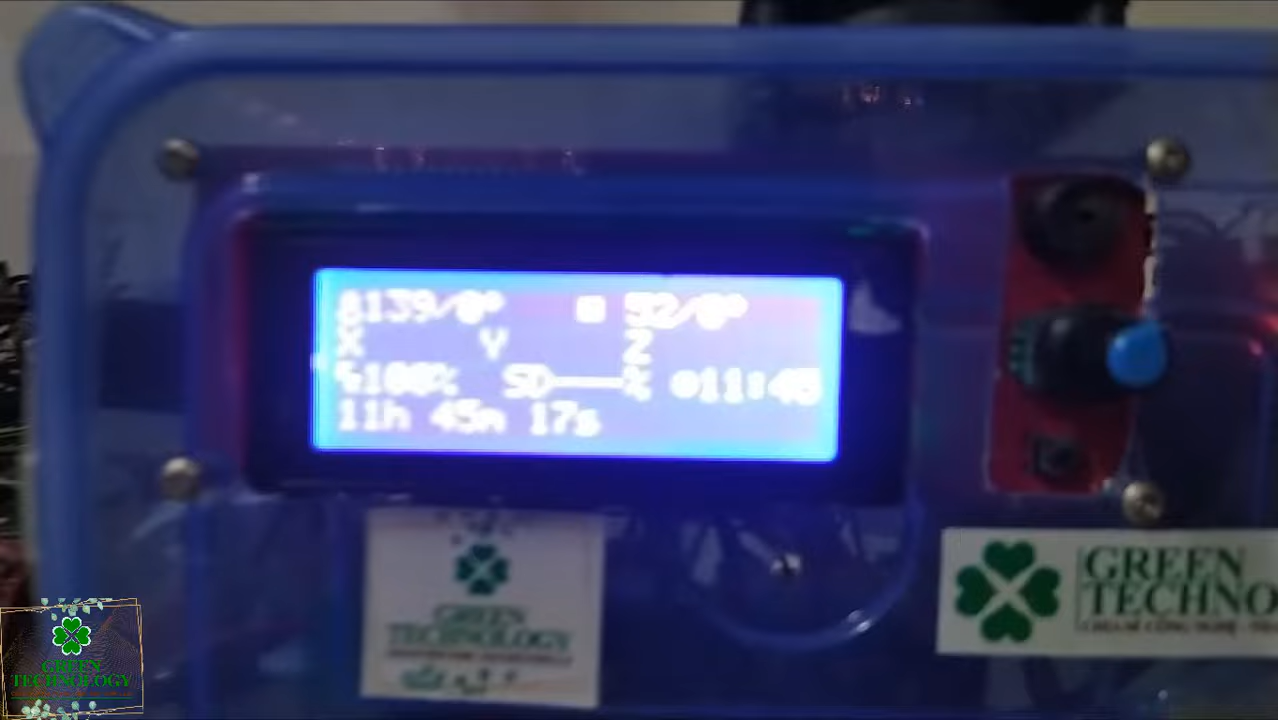 139/0° 52/0°
X Y Z
100% SD % 11:45
11h 45m 17s
GREEN
TECHNOLOGY
GREEN
TECHNO
GREEN
TECHNOLOGY